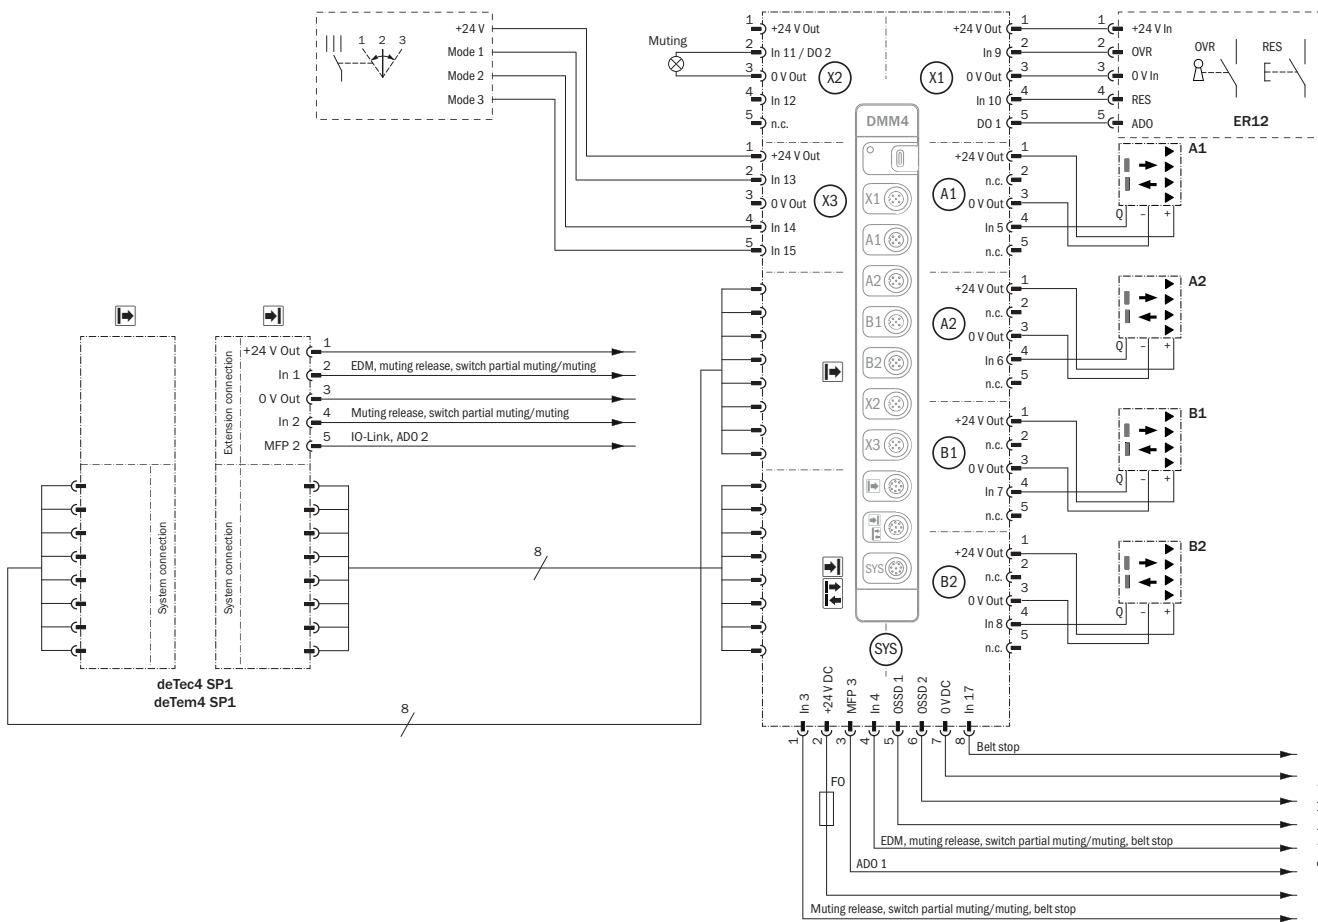 1 2 3
+24 V
Mode 1
Mode 2
Mode 3
Muting
1 +24 V Out
2 In 11 / DO 2
3 0 V Out
4 In 12
5 n.c.
X2
+24 V Out 1
In 9 2
0 V Out 3
In 10 4
DO 1 5
X1
1 +24 V In
2 OVR
3 0 V In
4 RES
5 ADO
OVR RES
ER12
DMM4
X1
A1
A2
B1
B2
X2
X3
SYS
1 +24 V Out
2 In 13
3 0 V Out
4 In 14
5 In 15
X3
+24 V Out 1
n.c. 2
0 V Out 3
In 5 4
n.c. 5
A1
A1
Q – +
+24 V Out 1
n.c. 2
0 V Out 3
In 6 4
n.c. 5
A2
A2
Q – +
+24 V Out 1
n.c. 2
0 V Out 3
In 7 4
n.c. 5
B1
B1
Q – +
+24 V Out 1
n.c. 2
0 V Out 3
In 8 4
n.c. 5
B2
B2
Q – +
Extension connection
+24 V Out 1
In 1 2 EDM, muting release, switch partial muting/muting
0 V Out 3
In 2 4 Muting release, switch partial muting/muting
MFP 2 5 IO-Link, ADO 2
System connection
System connection
8
8
deTec4 SP1
deTem4 SP1
SYS
In 3
+24 V DC
MFP 3
In 4
OSSD 1
OSSD 2
0 V DC
In 17
1 2 3 4 5 6 7 8
Belt stop
F0
EDM, muting release, switch partial muting/muting, belt stop
ADO 1
Muting release, switch partial muting/muting, belt stop